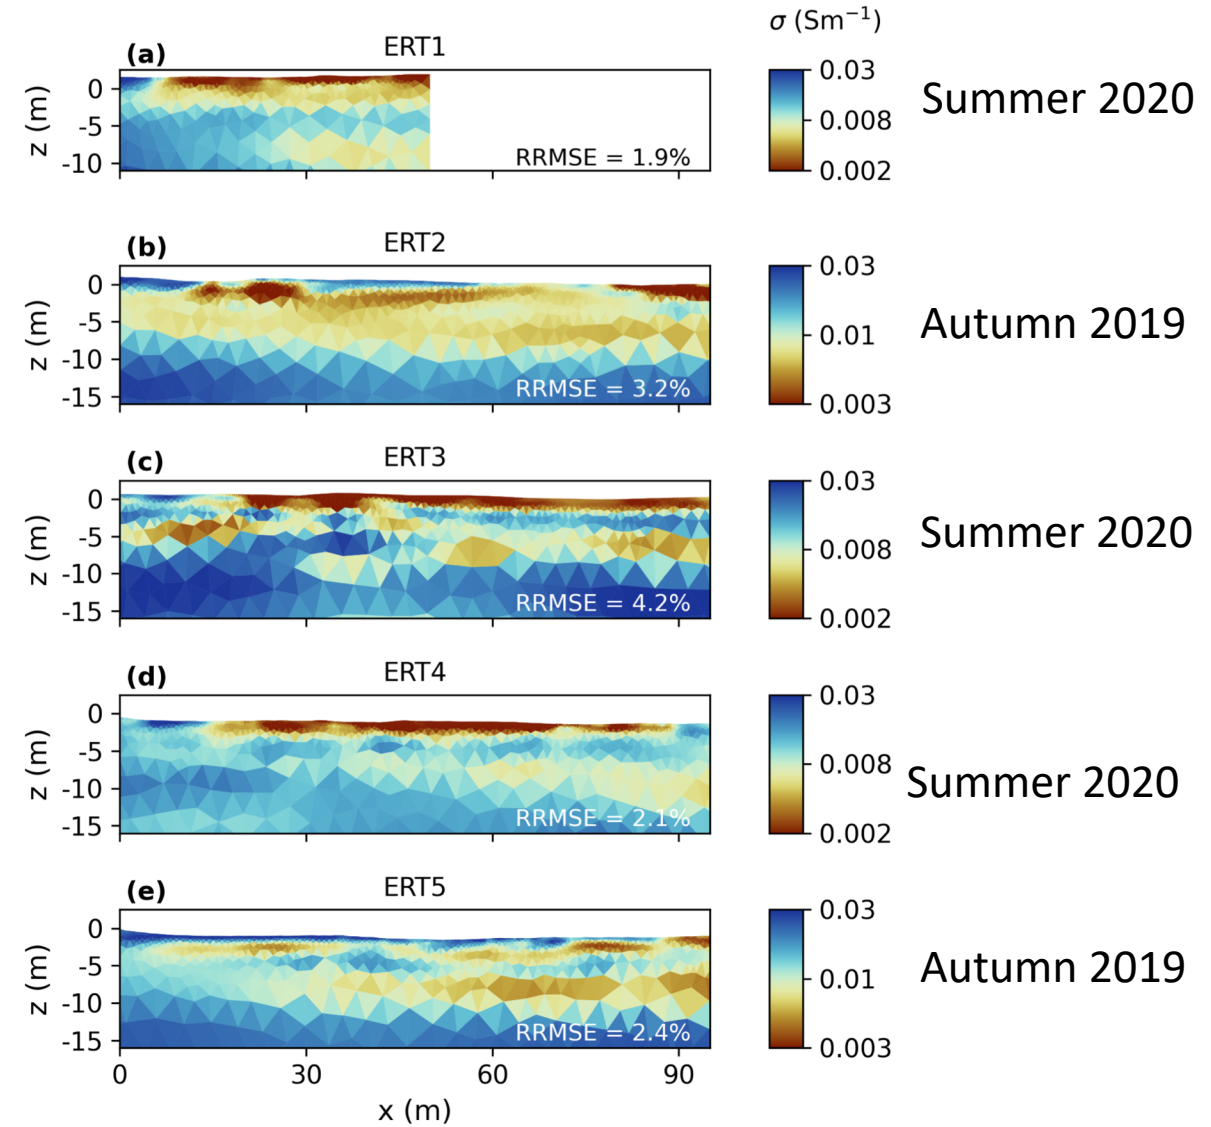 σ (Sm⁻¹)
(a) ERT1
z (m)
0
-5
-10
RRMSE = 1.9%
0.03
0.008
0.002
Summer 2020
(b) ERT2
z (m)
0
-5
-10
-15
RRMSE = 3.2%
0.03
0.01
0.003
Autumn 2019
(c) ERT3
z (m)
0
-5
-10
-15
RRMSE = 4.2%
0.03
0.008
0.002
Summer 2020
(d) ERT4
z (m)
0
-5
-10
-15
RRMSE = 2.1%
0.03
0.008
0.002
Summer 2020
(e) ERT5
z (m)
0
-5
-10
-15
RRMSE = 2.4%
0.03
0.01
0.003
Autumn 2019
0 30 60 90
x (m)